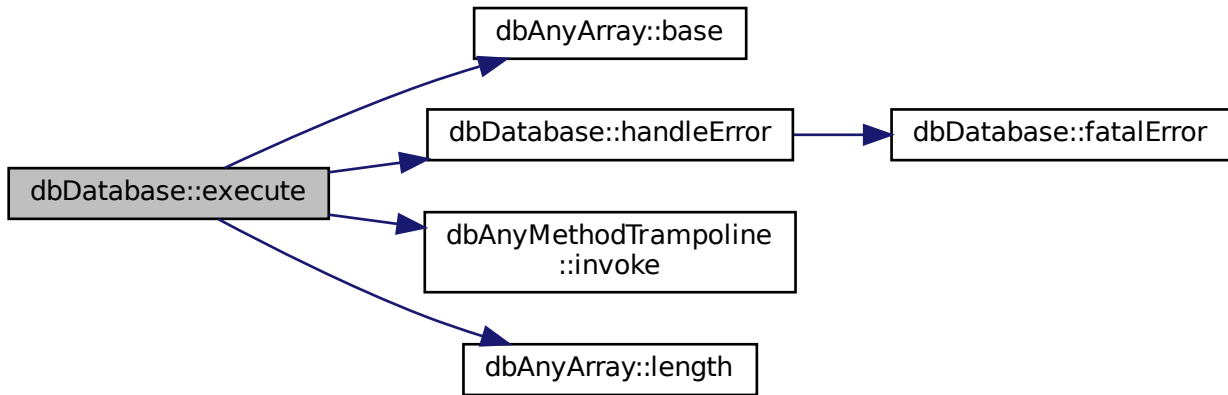 dbAnyArray::base
dbDatabase::handleError
dbDatabase::fatalError
dbDatabase::execute
dbAnyMethodTrampoline
::invoke
dbAnyArray::length